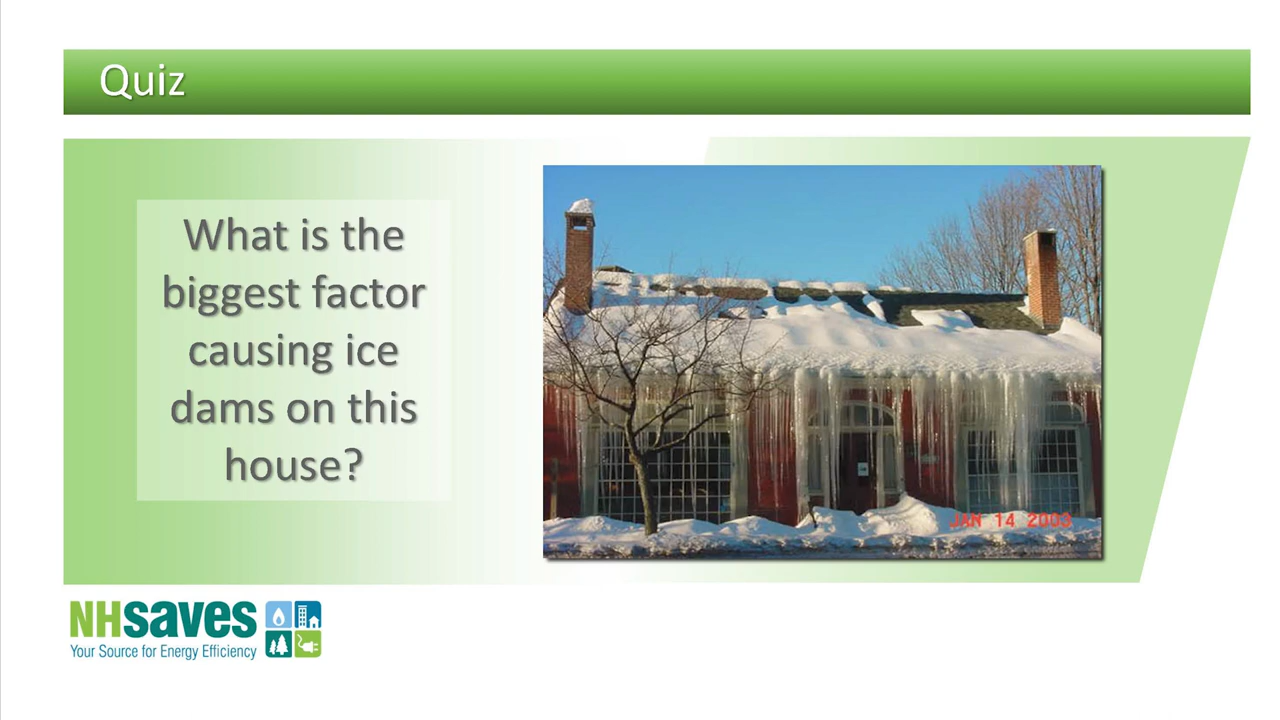 Quiz
What is the
biggest factor
causing ice
dams on this
house?
JAN 14 2003
NHsaves
Your Source for Energy Efficiency